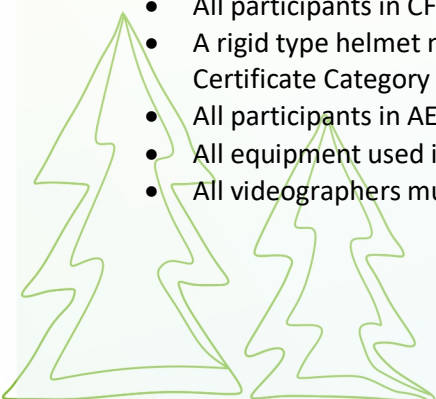 • All participants in CF
• A rigid type helmet
Certificate Category
• All participants in AE
• All equipment used i
• All videographers mu